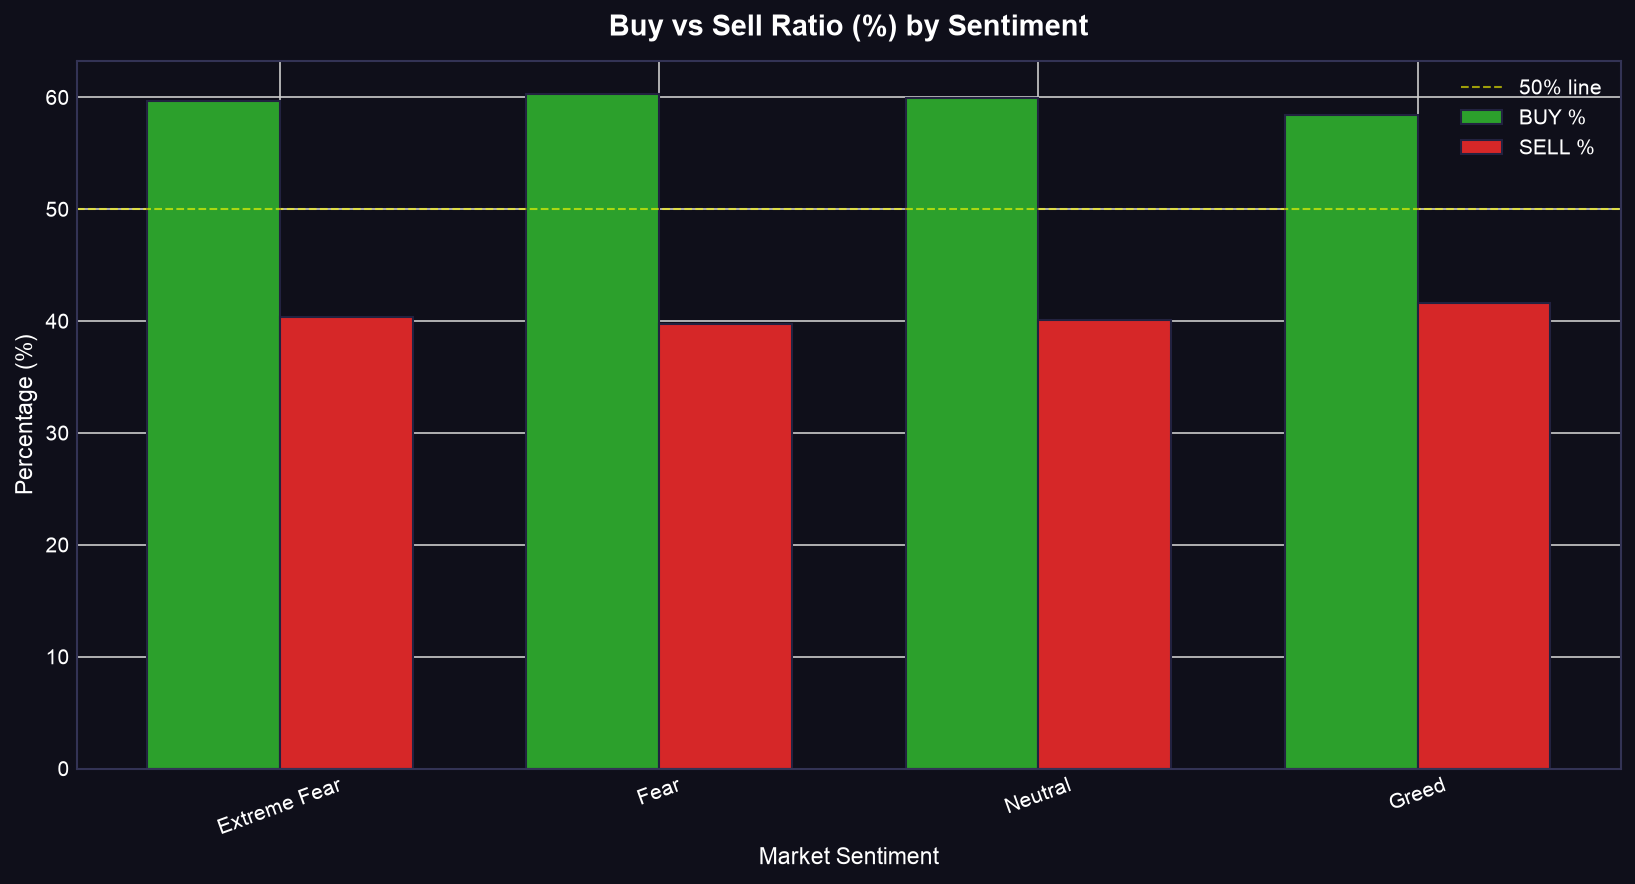 Buy vs Sell Ratio (%) by Sentiment
50% line
BUY %
SELL %
Percentage (%)
60
50
40
30
20
10
0
Extreme Fear
Fear
Neutral
Greed
Market Sentiment